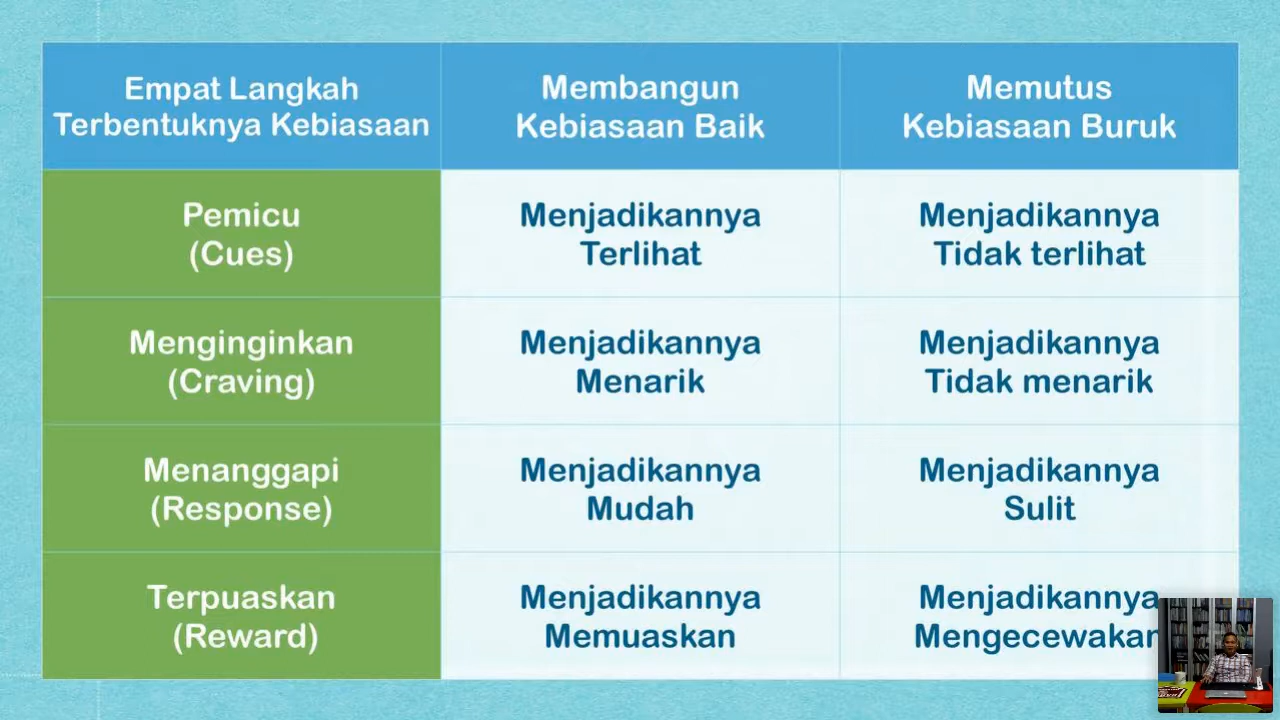 Empat Langkah
Terbentuknya Kebiasaan
Membangun
Kebiasaan Baik
Memutus
Kebiasaan Buruk
Pemicu
(Cues)
Menjadikannya
Terlihat
Menjadikannya
Tidak terlihat
Menginginkan
(Craving)
Menjadikannya
Menarik
Menjadikannya
Tidak menarik
Menanggapi
(Response)
Menjadikannya
Mudah
Menjadikannya
Sulit
Terpuaskan
(Reward)
Menjadikannya
Memuaskan
Menjadikannya
Mengecewakan